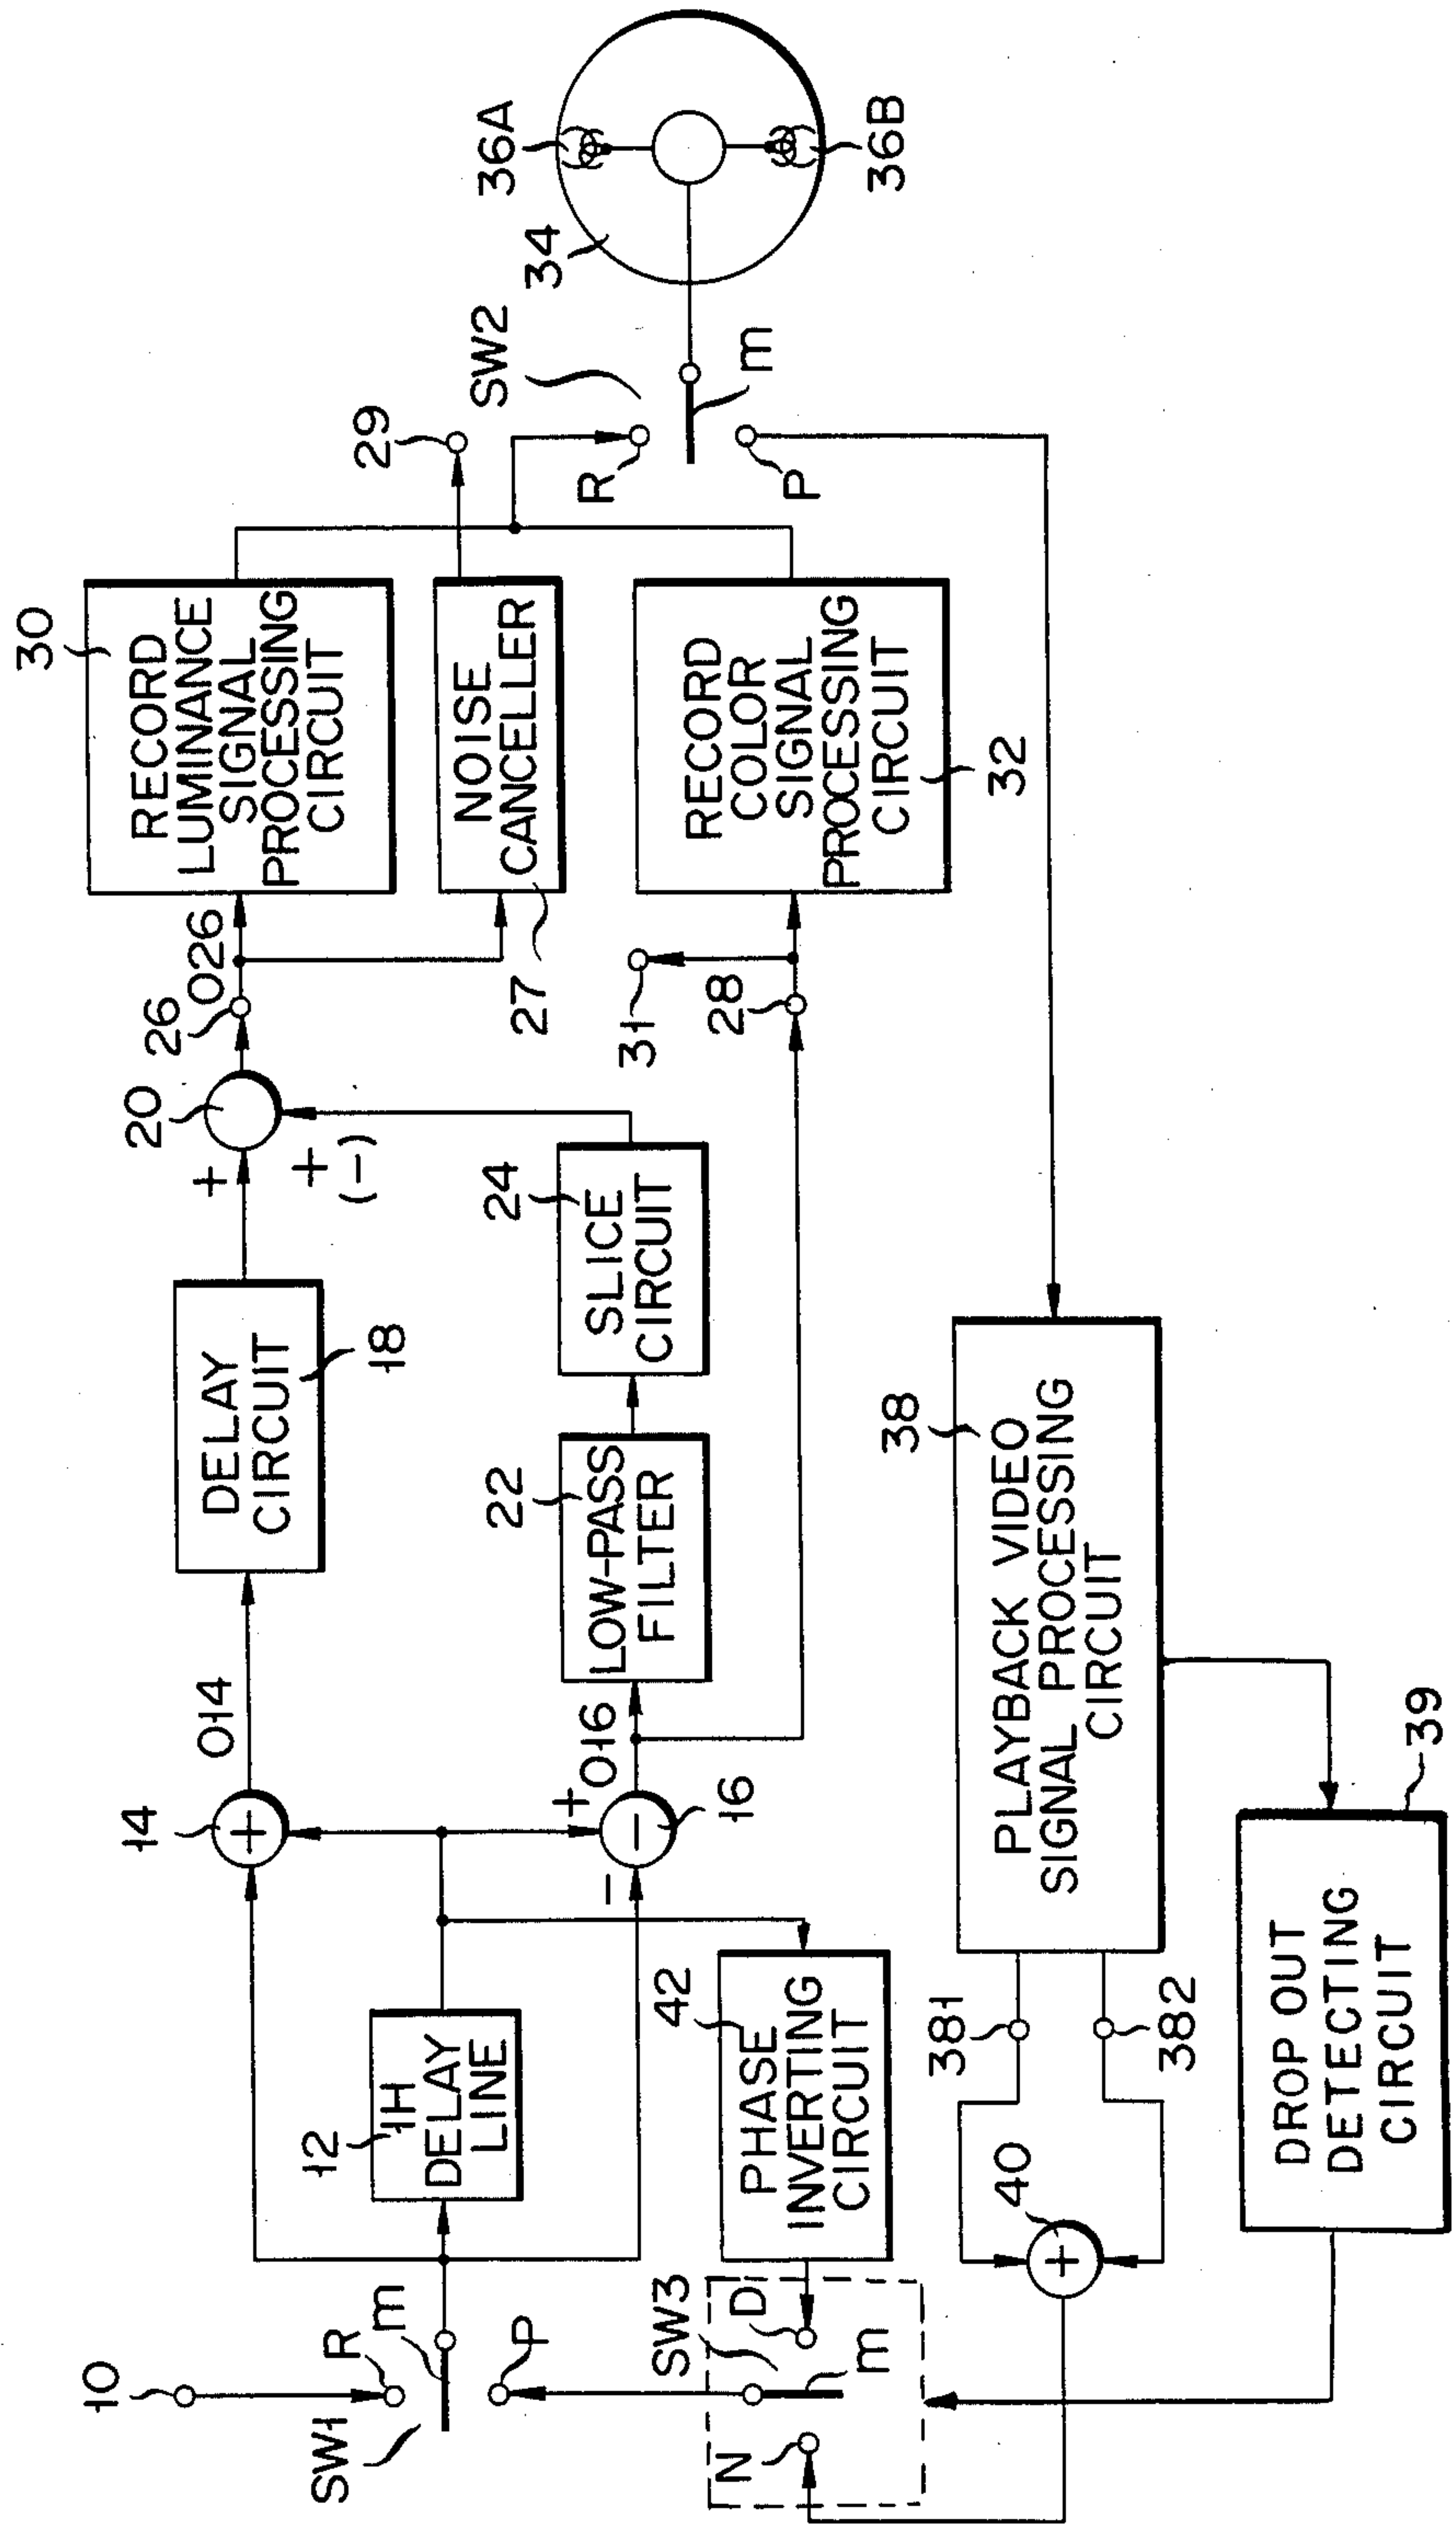 10
R
m
SW1
P
12
1H
DELAY
LINE
14
+
O14
DELAY
CIRCUIT
18
+
+
(-)
20
26
O26
30
RECORD
LUMINANCE
SIGNAL
PROCESSING
CIRCUIT
29
NOISE
CANCELLER
27
+
-
-
16
O16
22
LOW-PASS
FILTER
24
SLICE
CIRCUIT
31
28
RECORD
COLOR
SIGNAL
PROCESSING
CIRCUIT
32
SW2
R
m
P
34
36A
36B
SW3
D
m
N
42
PHASE
INVERTING
CIRCUIT
40
+
381
382
38
PLAYBACK VIDEO
SIGNAL PROCESSING
CIRCUIT
DROP OUT
DETECTING
CIRCUIT
39